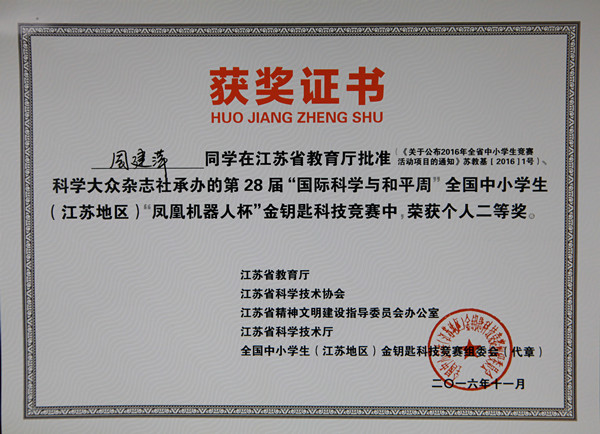 获奖证书
HUO JIANG ZHENG SHU
周建萍 同学在江苏省教育厅批准(《关于公布2016年全省中小学生竞赛
活动项目的通知》苏教基[2016]1号)、
科学大众杂志社承办的第28届“国际科学与和平周”全国中小学生
(江苏地区)“凤凰机器人杯”金钥匙科技竞赛中,荣获个人二等奖。
江苏省教育厅
江苏省科学技术协会
江苏省精神文明建设指导委员会办公室
江苏省科学技术厅
全国中小学生(江苏地区)金钥匙科技竞赛组委会(代章)
二〇一六年十一月